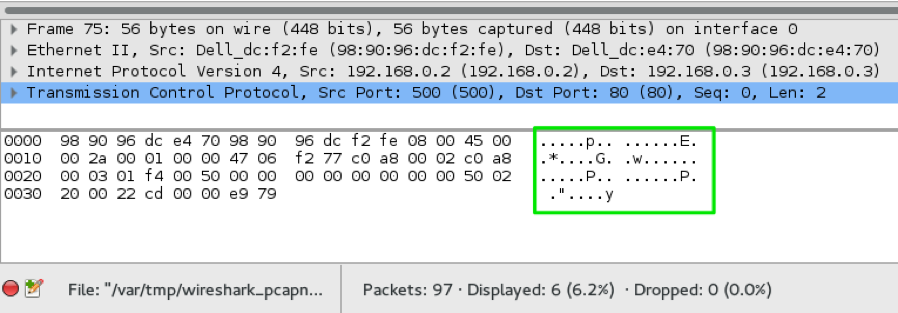 Frame 75: 56 bytes on wire (448 bits), 56 bytes captured (448 bits) on interface 0
Ethernet II, Src: Dell_dc:f2:fe (98:90:96:dc:f2:fe), Dst: Dell_dc:e4:70 (98:90:96:dc:e4:70)
Internet Protocol Version 4, Src: 192.168.0.2 (192.168.0.2), Dst: 192.168.0.3 (192.168.0.3)
Transmission Control Protocol, Src Port: 500 (500), Dst Port: 80 (80), Seq: 0, Len: 2
0000 98 90 96 dc e4 70 98 90 96 dc f2 fe 08 00 45 00 .....p.. ......E.
0010 00 2a 00 01 00 00 47 06 f2 77 c0 a8 00 02 c0 a8 .*....G. .w......
0020 00 03 01 f4 00 50 00 00 00 00 00 00 00 00 50 02 .....P.. ......P.
0030 20 00 22 cd 00 00 e9 79 ."....y
File: "/var/tmp/wireshark_pcapn... Packets: 97 · Displayed: 6 (6.2%) · Dropped: 0 (0.0%)